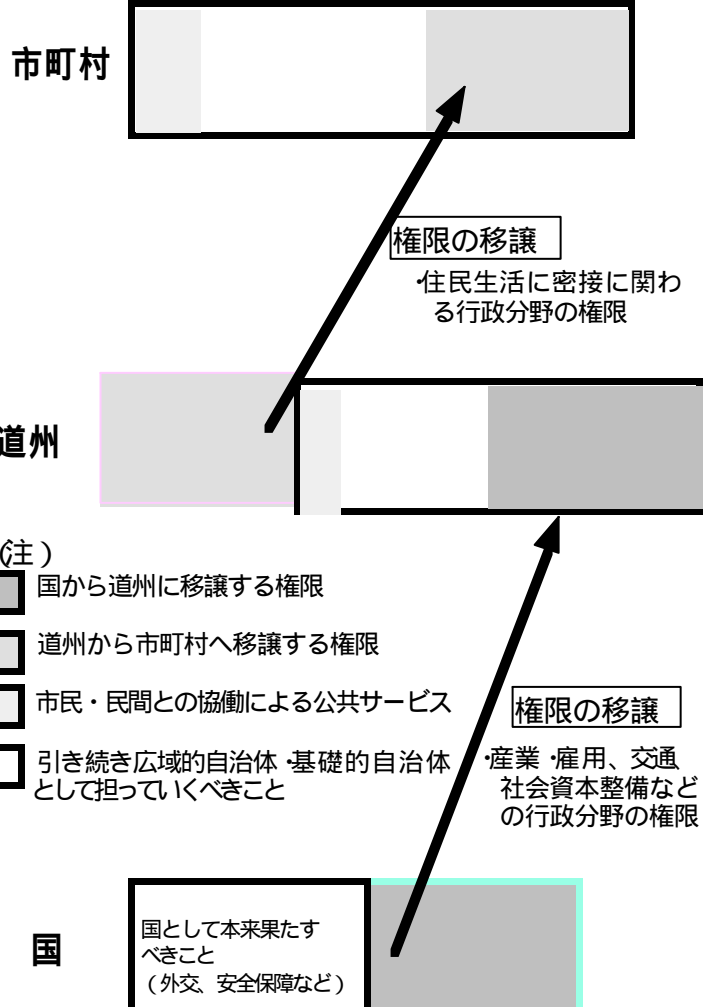 市町村
権限の移譲
・住民生活に密接に関わ
る行政分野の権限
道州
(注)
国から道州に移譲する権限
道州から市町村へ移譲する権限
市民・民間との協働による公共サービス
引き続き広域的自治体・基礎的自治体
として担っていくべきこと
権限の移譲
・産業・雇用、交通、
社会資本整備など
の行政分野の権限
国
国として本来果たす
べきこと
(外交、安全保障など)